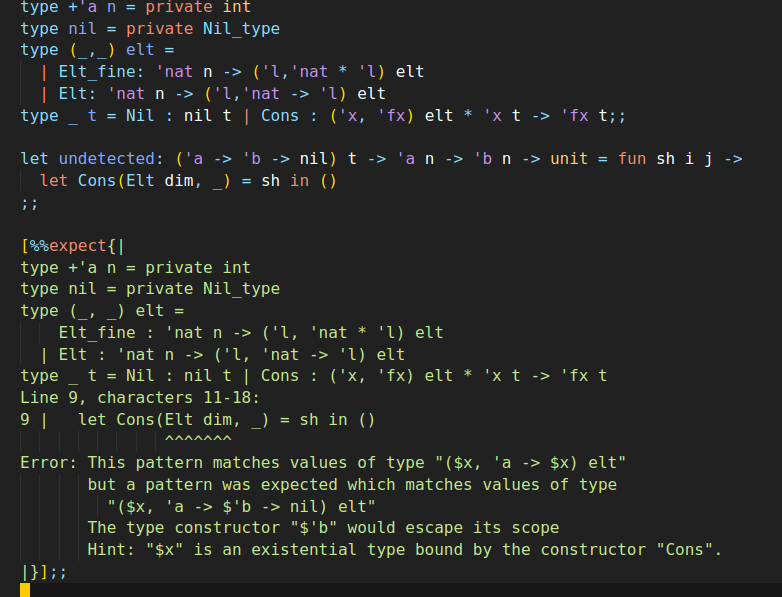 type +'a n = private int
type nil = private Nil_type
type (_,_) elt =
  | Elt_fine: 'nat n -> ('l,'nat * 'l) elt
  | Elt: 'nat n -> ('l,'nat -> 'l) elt
type _ t = Nil : nil t | Cons : ('x, 'fx) elt * 'x t -> 'fx t;;
let undetected: ('a -> 'b -> nil) t -> 'a n -> 'b n -> unit = fun sh i j ->
  let Cons(Elt dim, _) = sh in ()
;;
[%%expect{|
type +'a n = private int
type nil = private Nil_type
type (_, _) elt =
    Elt_fine : 'nat n -> ('l, 'nat * 'l) elt
  | Elt : 'nat n -> ('l, 'nat -> 'l) elt
type _ t = Nil : nil t | Cons : ('x, 'fx) elt * 'x t -> 'fx t
Line 9, characters 11-18:
9 |   let Cons(Elt dim, _) = sh in ()
               ^^^^^^^
Error: This pattern matches values of type "($x, 'a -> $x) elt"
       but a pattern was expected which matches values of type
         "($x, 'a -> $'b -> nil) elt"
       The type constructor "$'b" would escape its scope
       Hint: "$x" is an existential type bound by the constructor "Cons".
|}];;